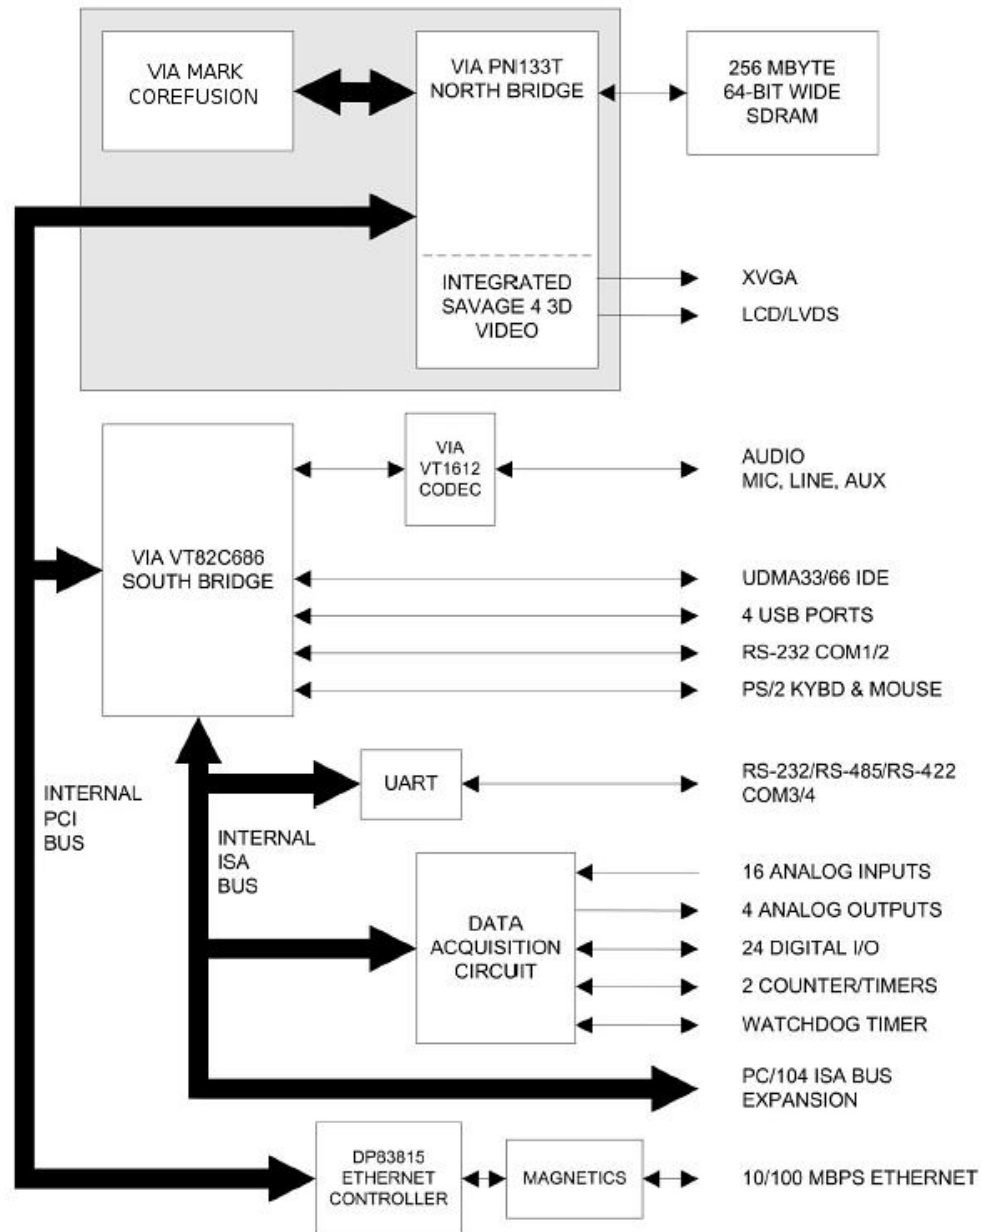 VIA MARK
COREFUSION
VIA PN133T
NORTH BRIDGE
256 MBYTE
64-BIT WIDE
SDRAM
INTEGRATED
SAVAGE 4 3D
VIDEO
XVGA
LCD/LVDS
VIA
VT1612
CODEC
AUDIO
MIC, LINE, AUX
VIA VT82C686
SOUTH BRIDGE
UDMA33/66 IDE
4 USB PORTS
RS-232 COM1/2
PS/2 KYBD & MOUSE
UART
RS-232/RS-485/RS-422
COM3/4
INTERNAL
PCI
BUS
INTERNAL
ISA
BUS
DATA
ACQUISITION
CIRCUIT
16 ANALOG INPUTS
4 ANALOG OUTPUTS
24 DIGITAL I/O
2 COUNTER/TIMERS
WATCHDOG TIMER
PC/104 ISA BUS
EXPANSION
DP83815
ETHERNET
CONTROLLER
MAGNETICS
10/100 MBPS ETHERNET